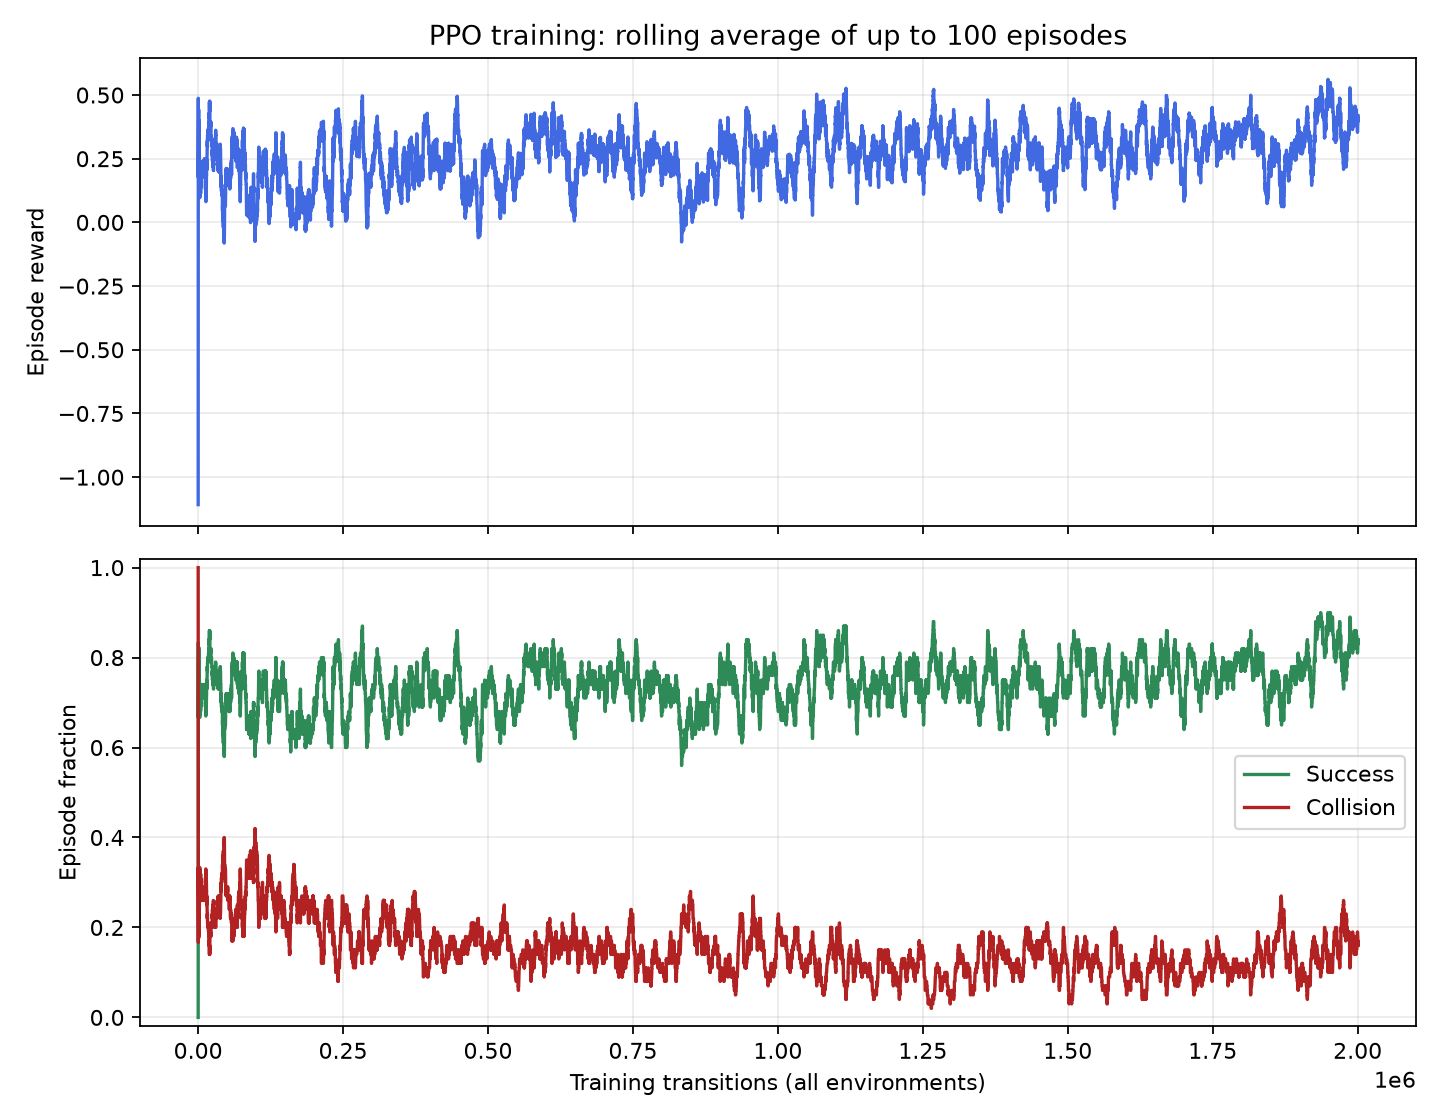 PPO training: rolling average of up to 100 episodes
Episode reward
0.50
0.25
0.00
−0.25
−0.50
−0.75
−1.00
Episode fraction
1.0
0.8
0.6
0.4
0.2
0.0
Success
Collision
0.00 0.25 0.50 0.75 1.00 1.25 1.50 1.75 2.00
1e6
Training transitions (all environments)